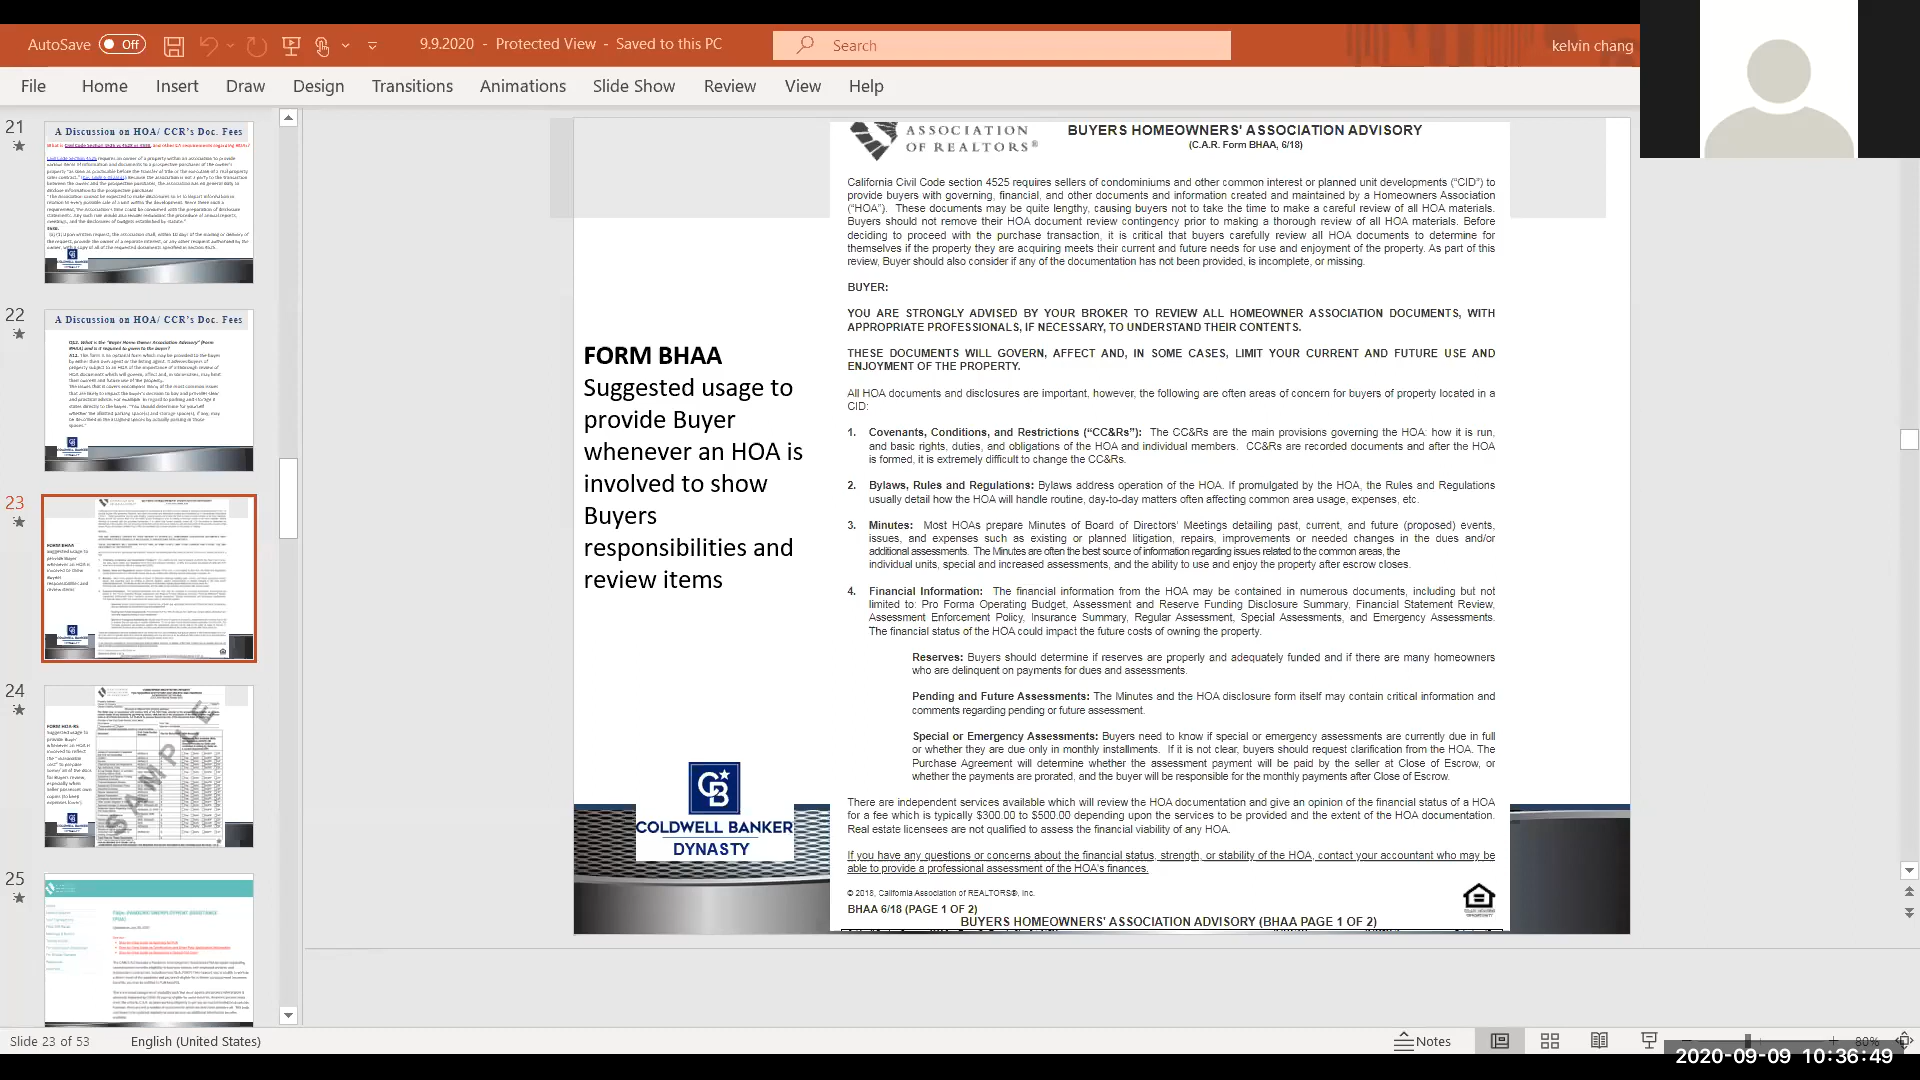 AutoSave Off
9.9.2020 - Protected View - Saved to this PC
Search
kelvin chang
File Home Insert Draw Design Transitions Animations Slide Show Review View Help
21
A Discussion on HOA/ CCR's Doc. Fees
22
A Discussion on HOA/ CCR's Doc. Fees
23
24
25
FORM BHAA
Suggested usage to
provide Buyer
whenever an HOA is
involved to show
Buyers
responsibilities and
review items
COLDWELL BANKER
DYNASTY
ASSOCIATION
OF REALTORS®
BUYERS HOMEOWNERS' ASSOCIATION ADVISORY
(C.A.R. Form BHAA, 6/18)
California Civil Code section 4525 requires sellers of condominiums and other common interest or planned unit developments (“CID”) to
provide buyers with governing, financial, and other documents and information created and maintained by a Homeowners Association
(“HOA”). These documents may be quite lengthy, causing buyers not to take the time to make a careful review of all HOA materials.
Buyers should not remove their HOA document review contingency prior to making a thorough review of all HOA materials. Before
deciding to proceed with the purchase transaction, it is critical that buyers carefully review all HOA documents to determine for
themselves if the property they are acquiring meets their current and future needs for use and enjoyment of the property. As part of this
review, Buyer should also consider if any of the documentation has not been provided, is incomplete, or missing.
BUYER:
YOU ARE STRONGLY ADVISED BY YOUR BROKER TO REVIEW ALL HOMEOWNER ASSOCIATION DOCUMENTS, WITH
APPROPRIATE PROFESSIONALS, IF NECESSARY, TO UNDERSTAND THEIR CONTENTS.
THESE DOCUMENTS WILL GOVERN, AFFECT AND, IN SOME CASES, LIMIT YOUR CURRENT AND FUTURE USE AND
ENJOYMENT OF THE PROPERTY.
All HOA documents and disclosures are important, however, the following are often areas of concern for buyers of property located in a
CID:
1. Covenants, Conditions, and Restrictions (“CC&Rs”): The CC&Rs are the main provisions governing the HOA: how it is run,
and basic rights, duties, and obligations of the HOA and individual members. CC&Rs are recorded documents and after the HOA
is formed, it is extremely difficult to change the CC&Rs.
2. Bylaws, Rules and Regulations: Bylaws address operation of the HOA. If promulgated by the HOA, the Rules and Regulations
usually detail how the HOA will handle routine, day-to-day matters often affecting common area usage, expenses, etc.
3. Minutes: Most HOAs prepare Minutes of Board of Directors' Meetings detailing past, current, and future (proposed) events,
issues, and expenses such as existing or planned litigation, repairs, improvements or needed changes in the dues and/or
additional assessments. The Minutes are often the best source of information regarding issues related to the common areas, the
individual units, special and increased assessments, and the ability to use and enjoy the property after escrow closes.
4. Financial Information: The financial information from the HOA may be contained in numerous documents, including but not
limited to: Pro Forma Operating Budget, Assessment and Reserve Funding Disclosure Summary, Financial Statement Review,
Assessment Enforcement Policy, Insurance Summary, Regular Assessment, Special Assessments, and Emergency Assessments.
The financial status of the HOA could impact the future costs of owning the property.
Reserves: Buyers should determine if reserves are properly and adequately funded and if there are many homeowners
who are delinquent on payments for dues and assessments.
Pending and Future Assessments: The Minutes and the HOA disclosure form itself may contain critical information and
comments regarding pending or future assessment.
Special or Emergency Assessments: Buyers need to know if special or emergency assessments are currently due in full
or whether they are due only in monthly installments. If it is not clear, buyers should request clarification from the HOA. The
Purchase Agreement will determine whether the assessment payment will be paid by the seller at Close of Escrow, or
whether the payments are prorated, and the buyer will be responsible for the monthly payments after Close of Escrow.
There are independent services available which will review the HOA documentation and give an opinion of the financial status of a HOA
for a fee which is typically $300.00 to $500.00 depending upon the services to be provided and the extent of the HOA documentation.
Real estate licensees are not qualified to assess the financial viability of any HOA.
If you have any questions or concerns about the financial status, strength, or stability of the HOA, contact your accountant who may be
able to provide a professional assessment of the HOA's finances.
© 2018, California Association of REALTORS®, Inc.
BHAA 6/18 (PAGE 1 OF 2)
BUYERS HOMEOWNERS' ASSOCIATION ADVISORY (BHAA PAGE 1 OF 2)
Slide 23 of 53 English (United States)
Notes
80%
2020-09-09 10:36:49